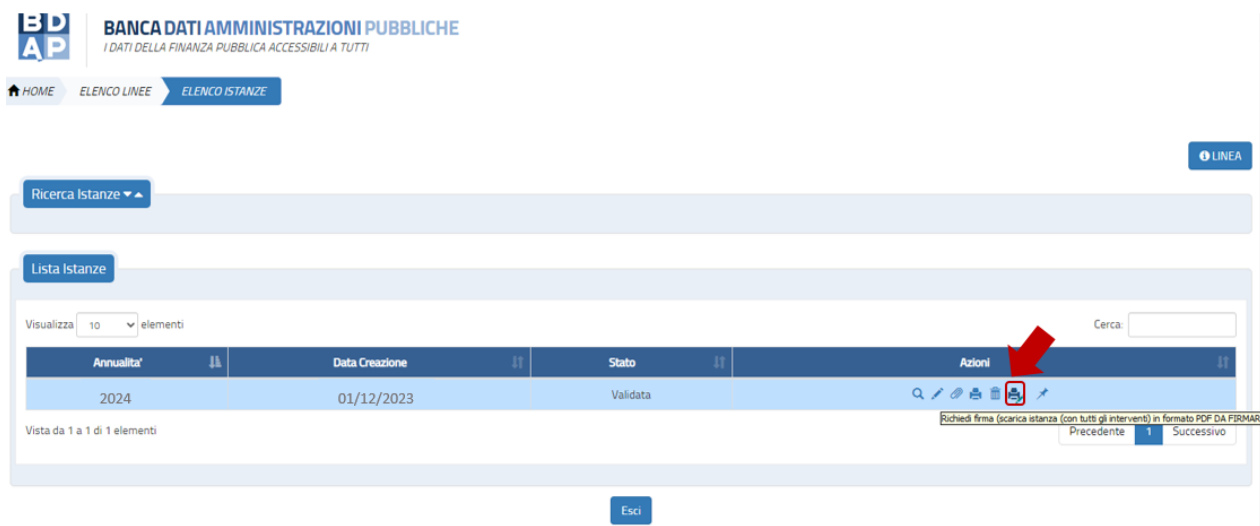 BD
AP
BANCA DATI AMMINISTRAZIONI PUBBLICHE
I DATI DELLA FINANZA PUBBLICA ACCESSIBILI A TUTTI
HOME ELENCO LINEE ELENCO ISTANZE
LINEA
Ricerca Istanze
Lista Istanze
Visualizza 10 elementi Cerca:
Annualita' Data Creazione Stato Azioni
2024 01/12/2023 Validata
Richiedi firma (scarica istanza (con tutti gli interventi) in formato PDF DA FIRMAR
Vista da 1 a 1 di 1 elementi Precedente 1 Successivo
Esci